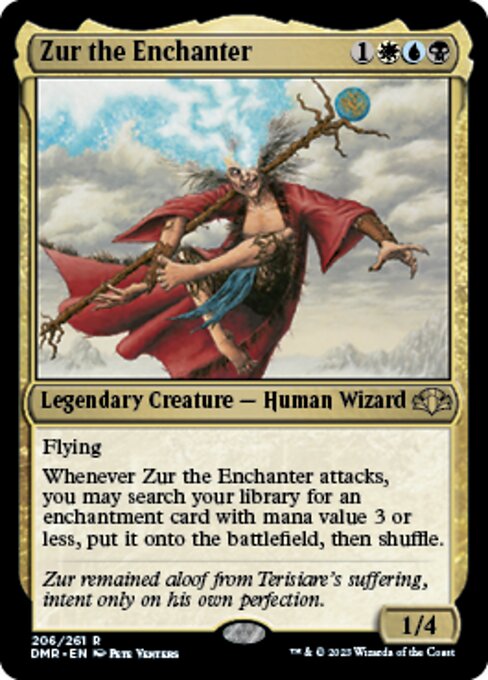 Zur the Enchanter 1
Legendary Creature — Human Wizard
Flying
Whenever Zur the Enchanter attacks,
you may search your library for an
enchantment card with mana value 3 or
less, put it onto the battlefield, then shuffle.
Zur remained aloof from Terisiare's suffering,
intent only on his own perfection.
1/4
206/261 R
DMR • EN Pete Venters
™ & © 2023 Wizards of the Coast